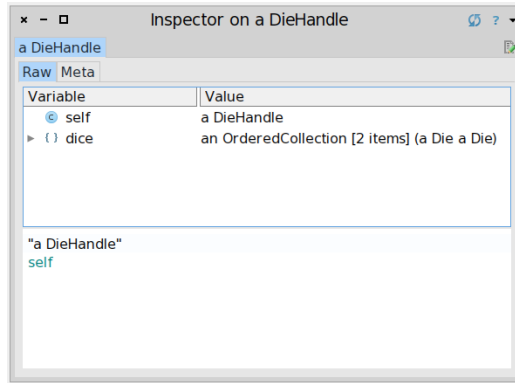 Inspector on a DieHandle
?
a DieHandle
Raw Meta
Variable Value
c self a DieHandle
{ } dice an OrderedCollection [2 items] (a Die a Die)
"a DieHandle"
self